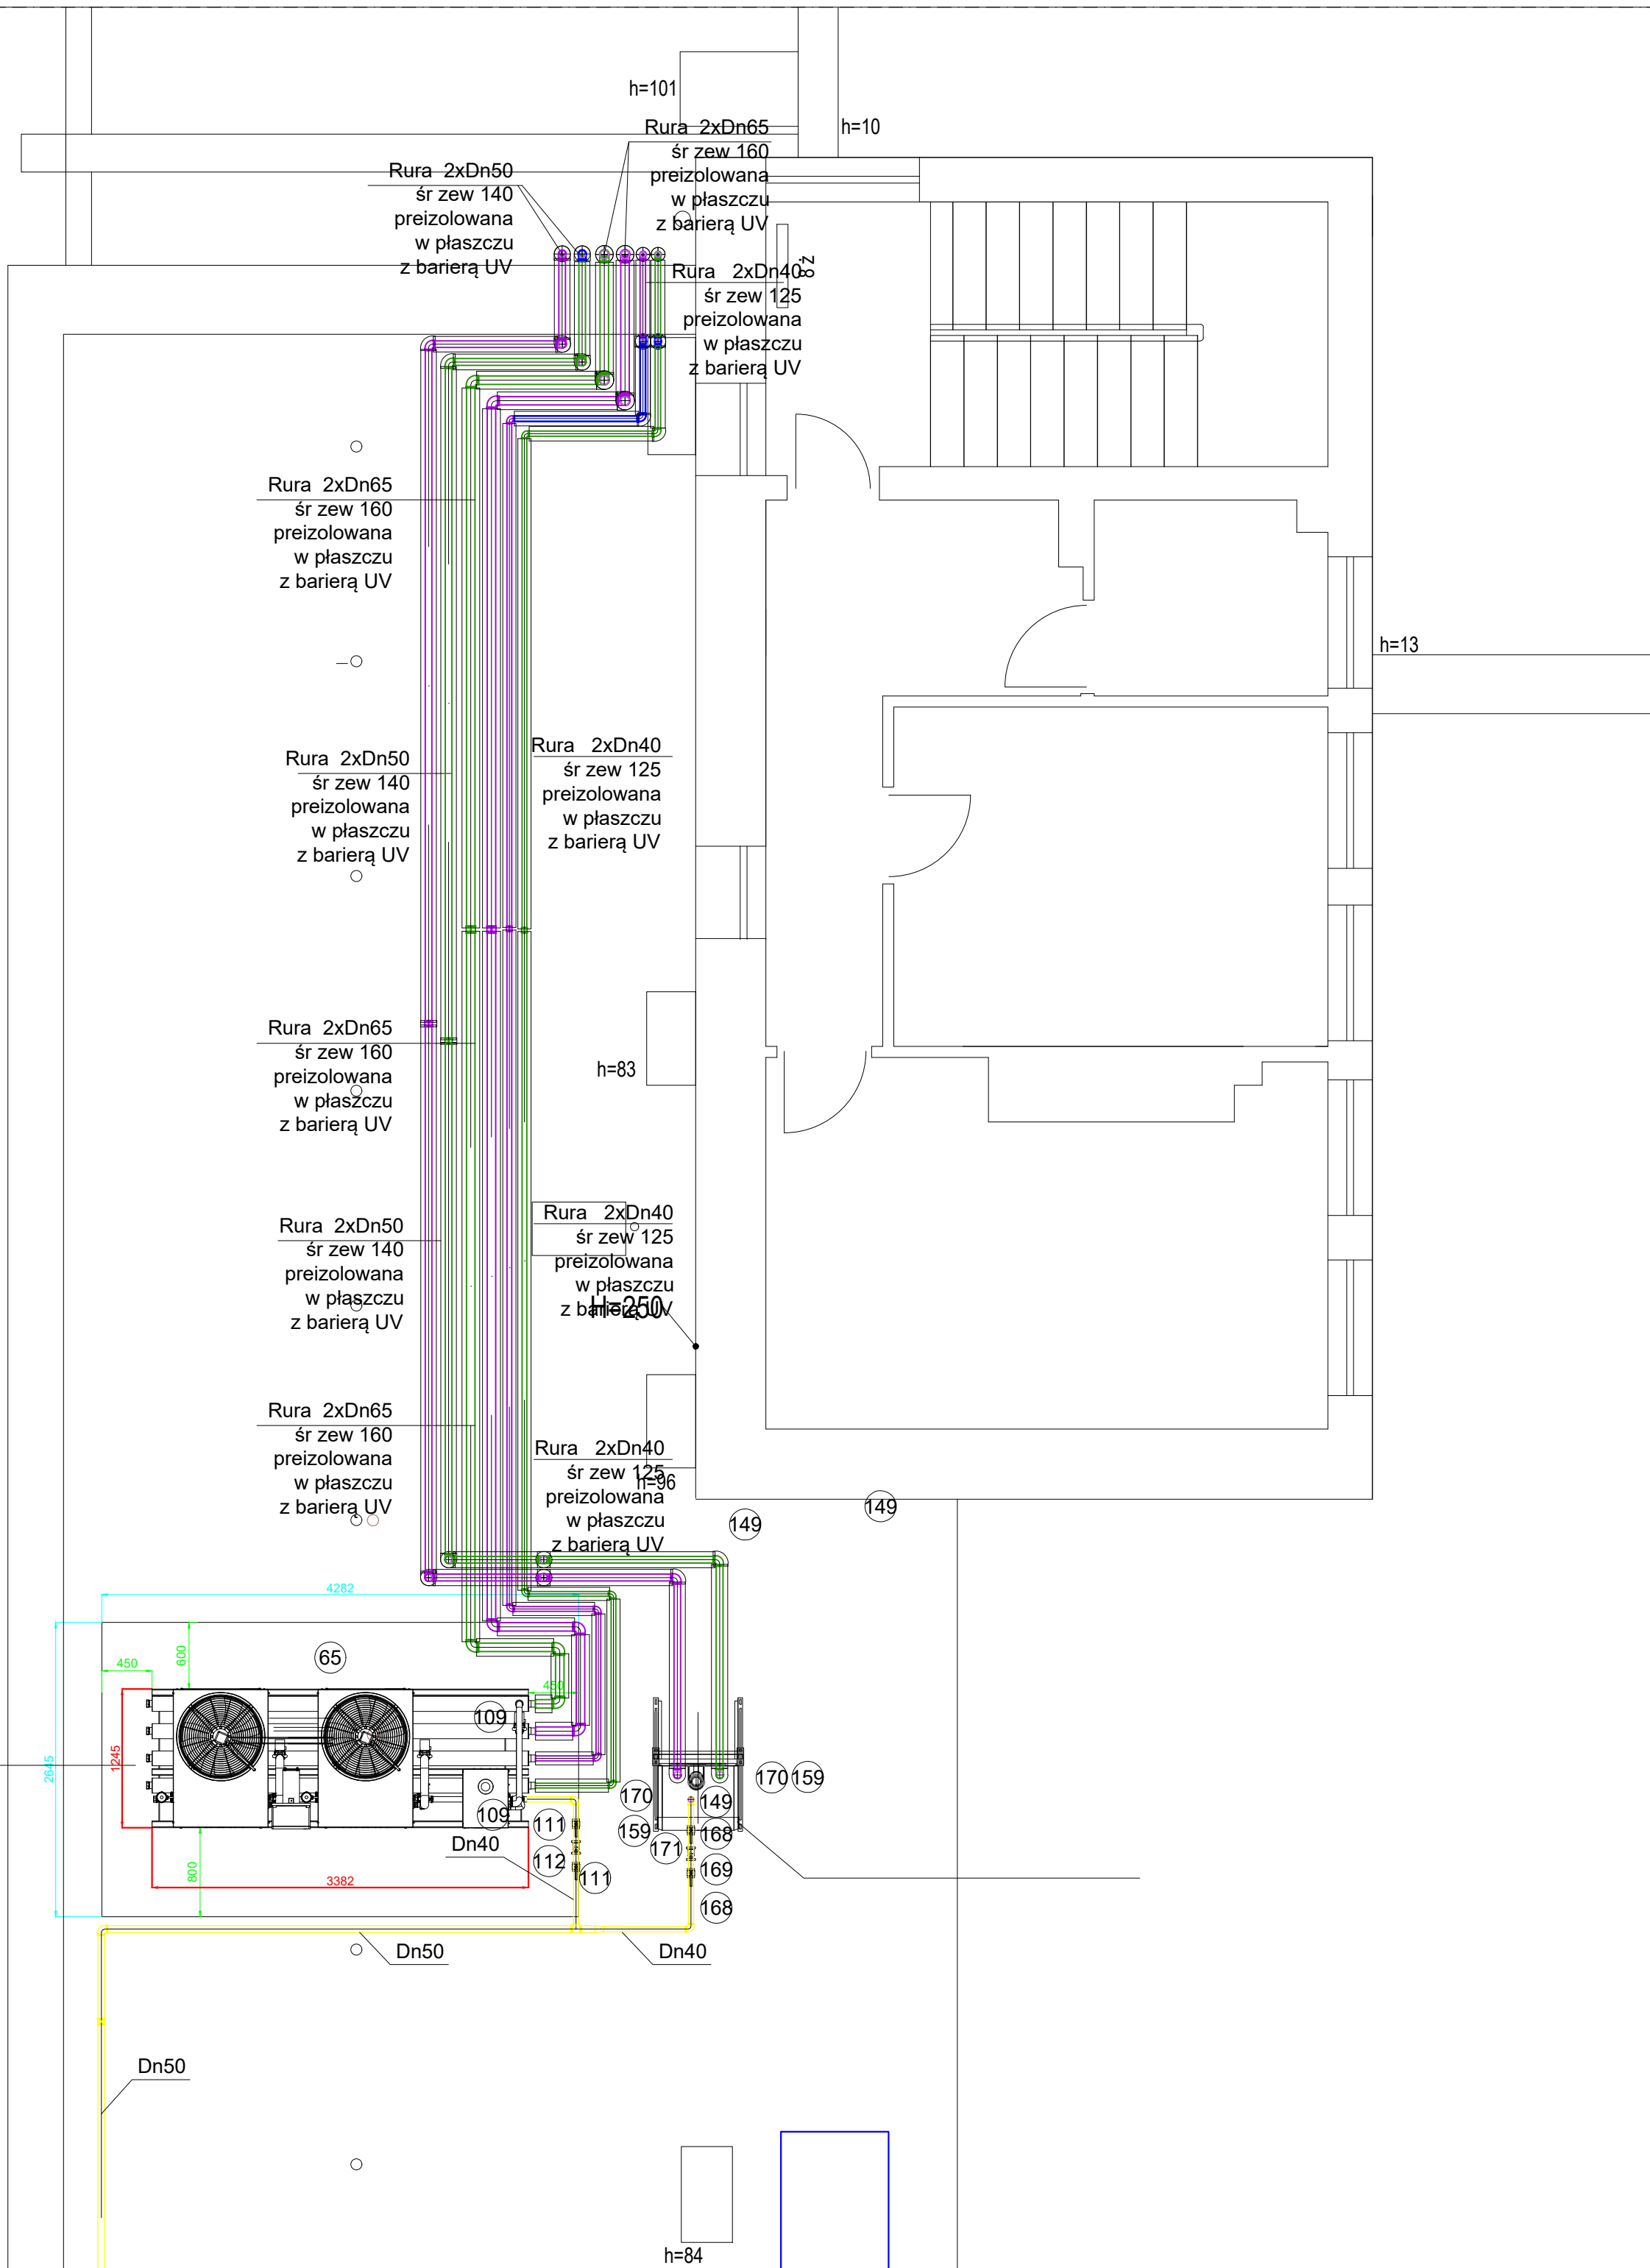 h=101
h=10
Rura 2xDn65
śr zew 160
preizolowana
w płaszczu
z barierą UV
Rura 2xDn50
śr zew 140
preizolowana
w płaszczu
z barierą UV
z.8
Rura 2xDn40
śr zew 125
preizolowana
w płaszczu
z barierą UV
Rura 2xDn65
śr zew 160
preizolowana
w płaszczu
z barierą UV
h=13
Rura 2xDn50
śr zew 140
preizolowana
w płaszczu
z barierą UV
Rura 2xDn40
śr zew 125
preizolowana
w płaszczu
z barierą UV
Rura 2xDn65
śr zew 160
preizolowana
w płaszczu
z barierą UV
h=83
Rura 2xDn50
śr zew 140
preizolowana
w płaszczu
z barierą UV
Rura 2xDn40
śr zew 125
preizolowana
w płaszczu
z barierą UV
H=250
Rura 2xDn65
śr zew 160
preizolowana
w płaszczu
z barierą UV
Rura 2xDn40
śr zew 125
preizolowana
w płaszczu
z barierą UV
h=96
149
149
4282
600
450
65
450
2645
1245
109
109
170
159
170
149
159
171
168
169
168
111
112
111
Dn40
800
3382
Dn50
Dn40
Dn50
h=84